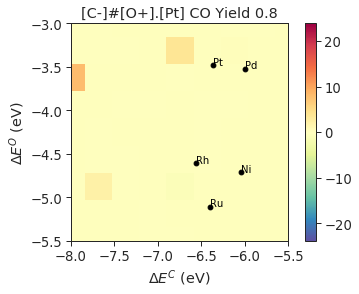 [C-]#[O+].[Pt] CO Yield 0.8
ΔE^O (eV)
−3.0
−3.5
−4.0
−4.5
−5.0
−5.5
Pt
Pd
Rh
Ni
Ru
−8.0 −7.5 −7.0 −6.5 −6.0 −5.5
ΔE^C (eV)
20
10
0
−10
−20